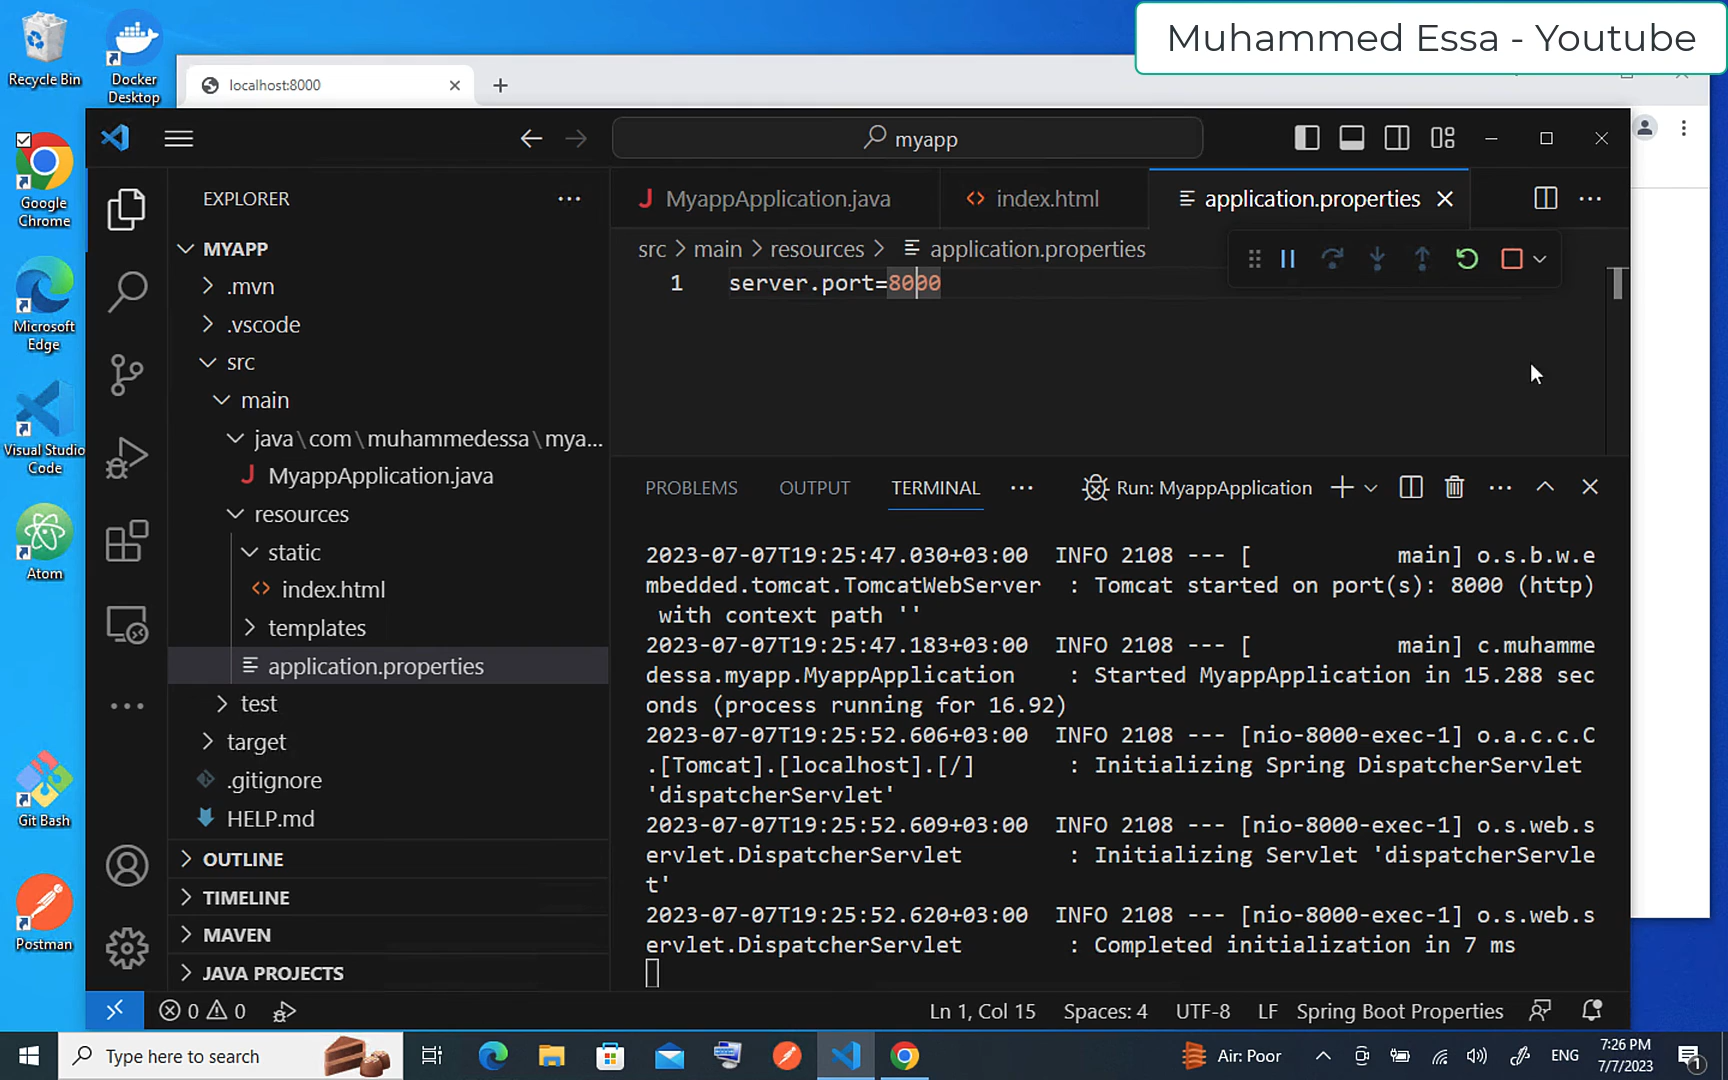 Muhammed Essa - Youtube
Recycle Bin
Docker
Desktop
localhost:8000
Google
Chrome
Microsoft
Edge
Visual Studio
Code
Atom
Git Bash
Postman
myapp
EXPLORER
MYAPP
.mvn
.vscode
src
main
java\com\muhammedessa\mya...
MyappApplication.java
resources
static
index.html
templates
application.properties
test
target
.gitignore
HELP.md
OUTLINE
TIMELINE
MAVEN
JAVA PROJECTS
MyappApplication.java
index.html
application.properties
src > main > resources > application.properties
1 server.port=8000
PROBLEMS OUTPUT TERMINAL
Run: MyappApplication
2023-07-07T19:25:47.030+03:00 INFO 2108 --- [ main] o.s.b.w.e
mbedded.tomcat.TomcatWebServer : Tomcat started on port(s): 8000 (http)
with context path ''
2023-07-07T19:25:47.183+03:00 INFO 2108 --- [ main] c.muhamme
dessa.myapp.MyappApplication : Started MyappApplication in 15.288 sec
onds (process running for 16.92)
2023-07-07T19:25:52.606+03:00 INFO 2108 --- [nio-8000-exec-1] o.a.c.c.C
.[Tomcat].[localhost].[/] : Initializing Spring DispatcherServlet
'dispatcherServlet'
2023-07-07T19:25:52.609+03:00 INFO 2108 --- [nio-8000-exec-1] o.s.web.s
ervlet.DispatcherServlet : Initializing Servlet 'dispatcherServle
t'
2023-07-07T19:25:52.620+03:00 INFO 2108 --- [nio-8000-exec-1] o.s.web.s
ervlet.DispatcherServlet : Completed initialization in 7 ms
0 0
Ln 1, Col 15 Spaces: 4 UTF-8 LF Spring Boot Properties
Type here to search
Air: Poor
ENG
7:26 PM
7/7/2023
1